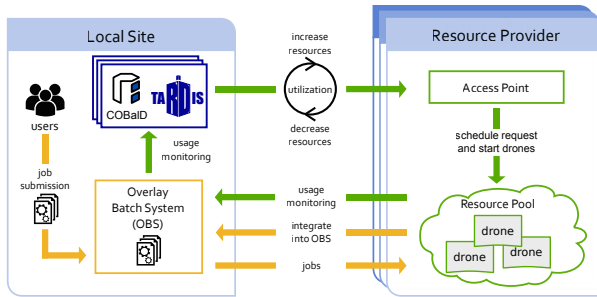 Local Site
Resource Provider
increase
resources
utilization
decrease
resources
COBalD
TARDIS
users
usage
monitoring
job
submission
Overlay
Batch System
(OBS)
Access Point
schedule request
and start drones
usage
monitoring
integrate
into OBS
jobs
Resource Pool
drone
drone
drone